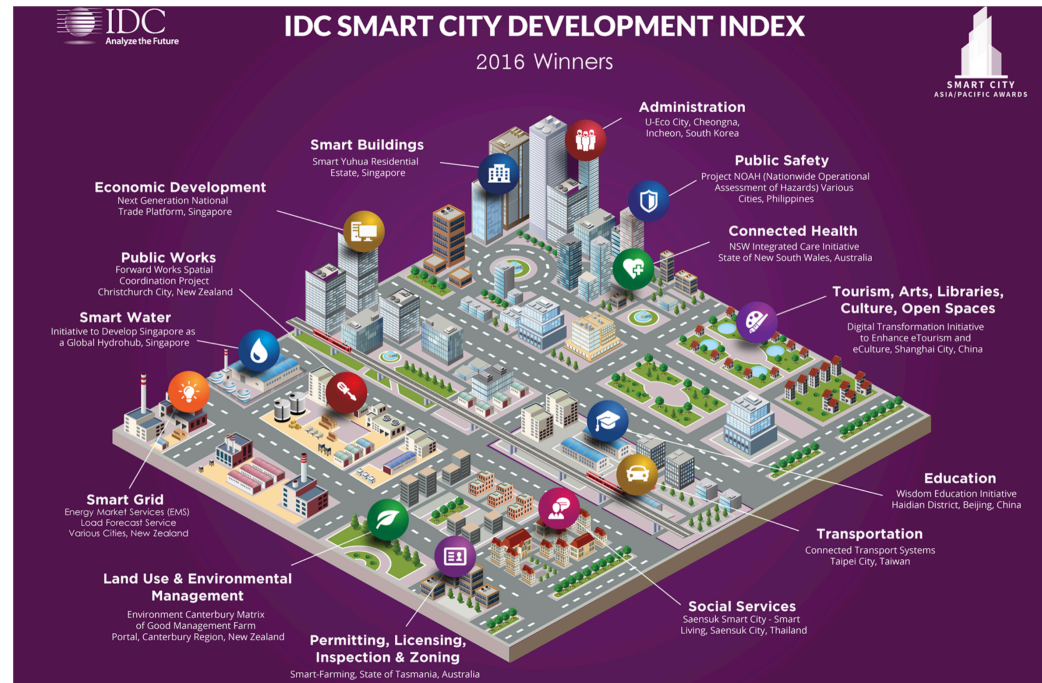 IDC
Analyze the Future
IDC SMART CITY DEVELOPMENT INDEX
2016 Winners
SMART CITY
ASIA/PACIFIC AWARDS
Administration
U-Eco City, Cheongna,
Incheon, South Korea
Smart Buildings
Smart Yuhua Residential
Estate, Singapore
Public Safety
Project NOAH (Nationwide Operational
Assessment of Hazards) Various
Cities, Philippines
Economic Development
Next Generation National
Trade Platform, Singapore
Connected Health
NSW Integrated Care Initiative
State of New South Wales, Australia
Public Works
Forward Works Spatial
Coordination Project
Christchurch City, New Zealand
Tourism, Arts, Libraries,
Culture, Open Spaces
Digital Transformation Initiative
to Enhance eTourism and
eCulture, Shanghai City, China
Smart Water
Initiative to Develop Singapore as
a Global Hydrohub, Singapore
Education
Wisdom Education Initiative
Haidian District, Beijing, China
Smart Grid
Energy Market Services (EMS)
Load Forecast Service
Various Cities, New Zealand
Transportation
Connected Transport Systems
Taipei City, Taiwan
Land Use & Environmental
Management
Environment Canterbury Matrix
of Good Management Farm
Portal, Canterbury Region, New Zealand
Social Services
Saensuk Smart City - Smart
Living, Saensuk City, Thailand
Permitting, Licensing,
Inspection & Zoning
Smart-Farming, State of Tasmania, Australia